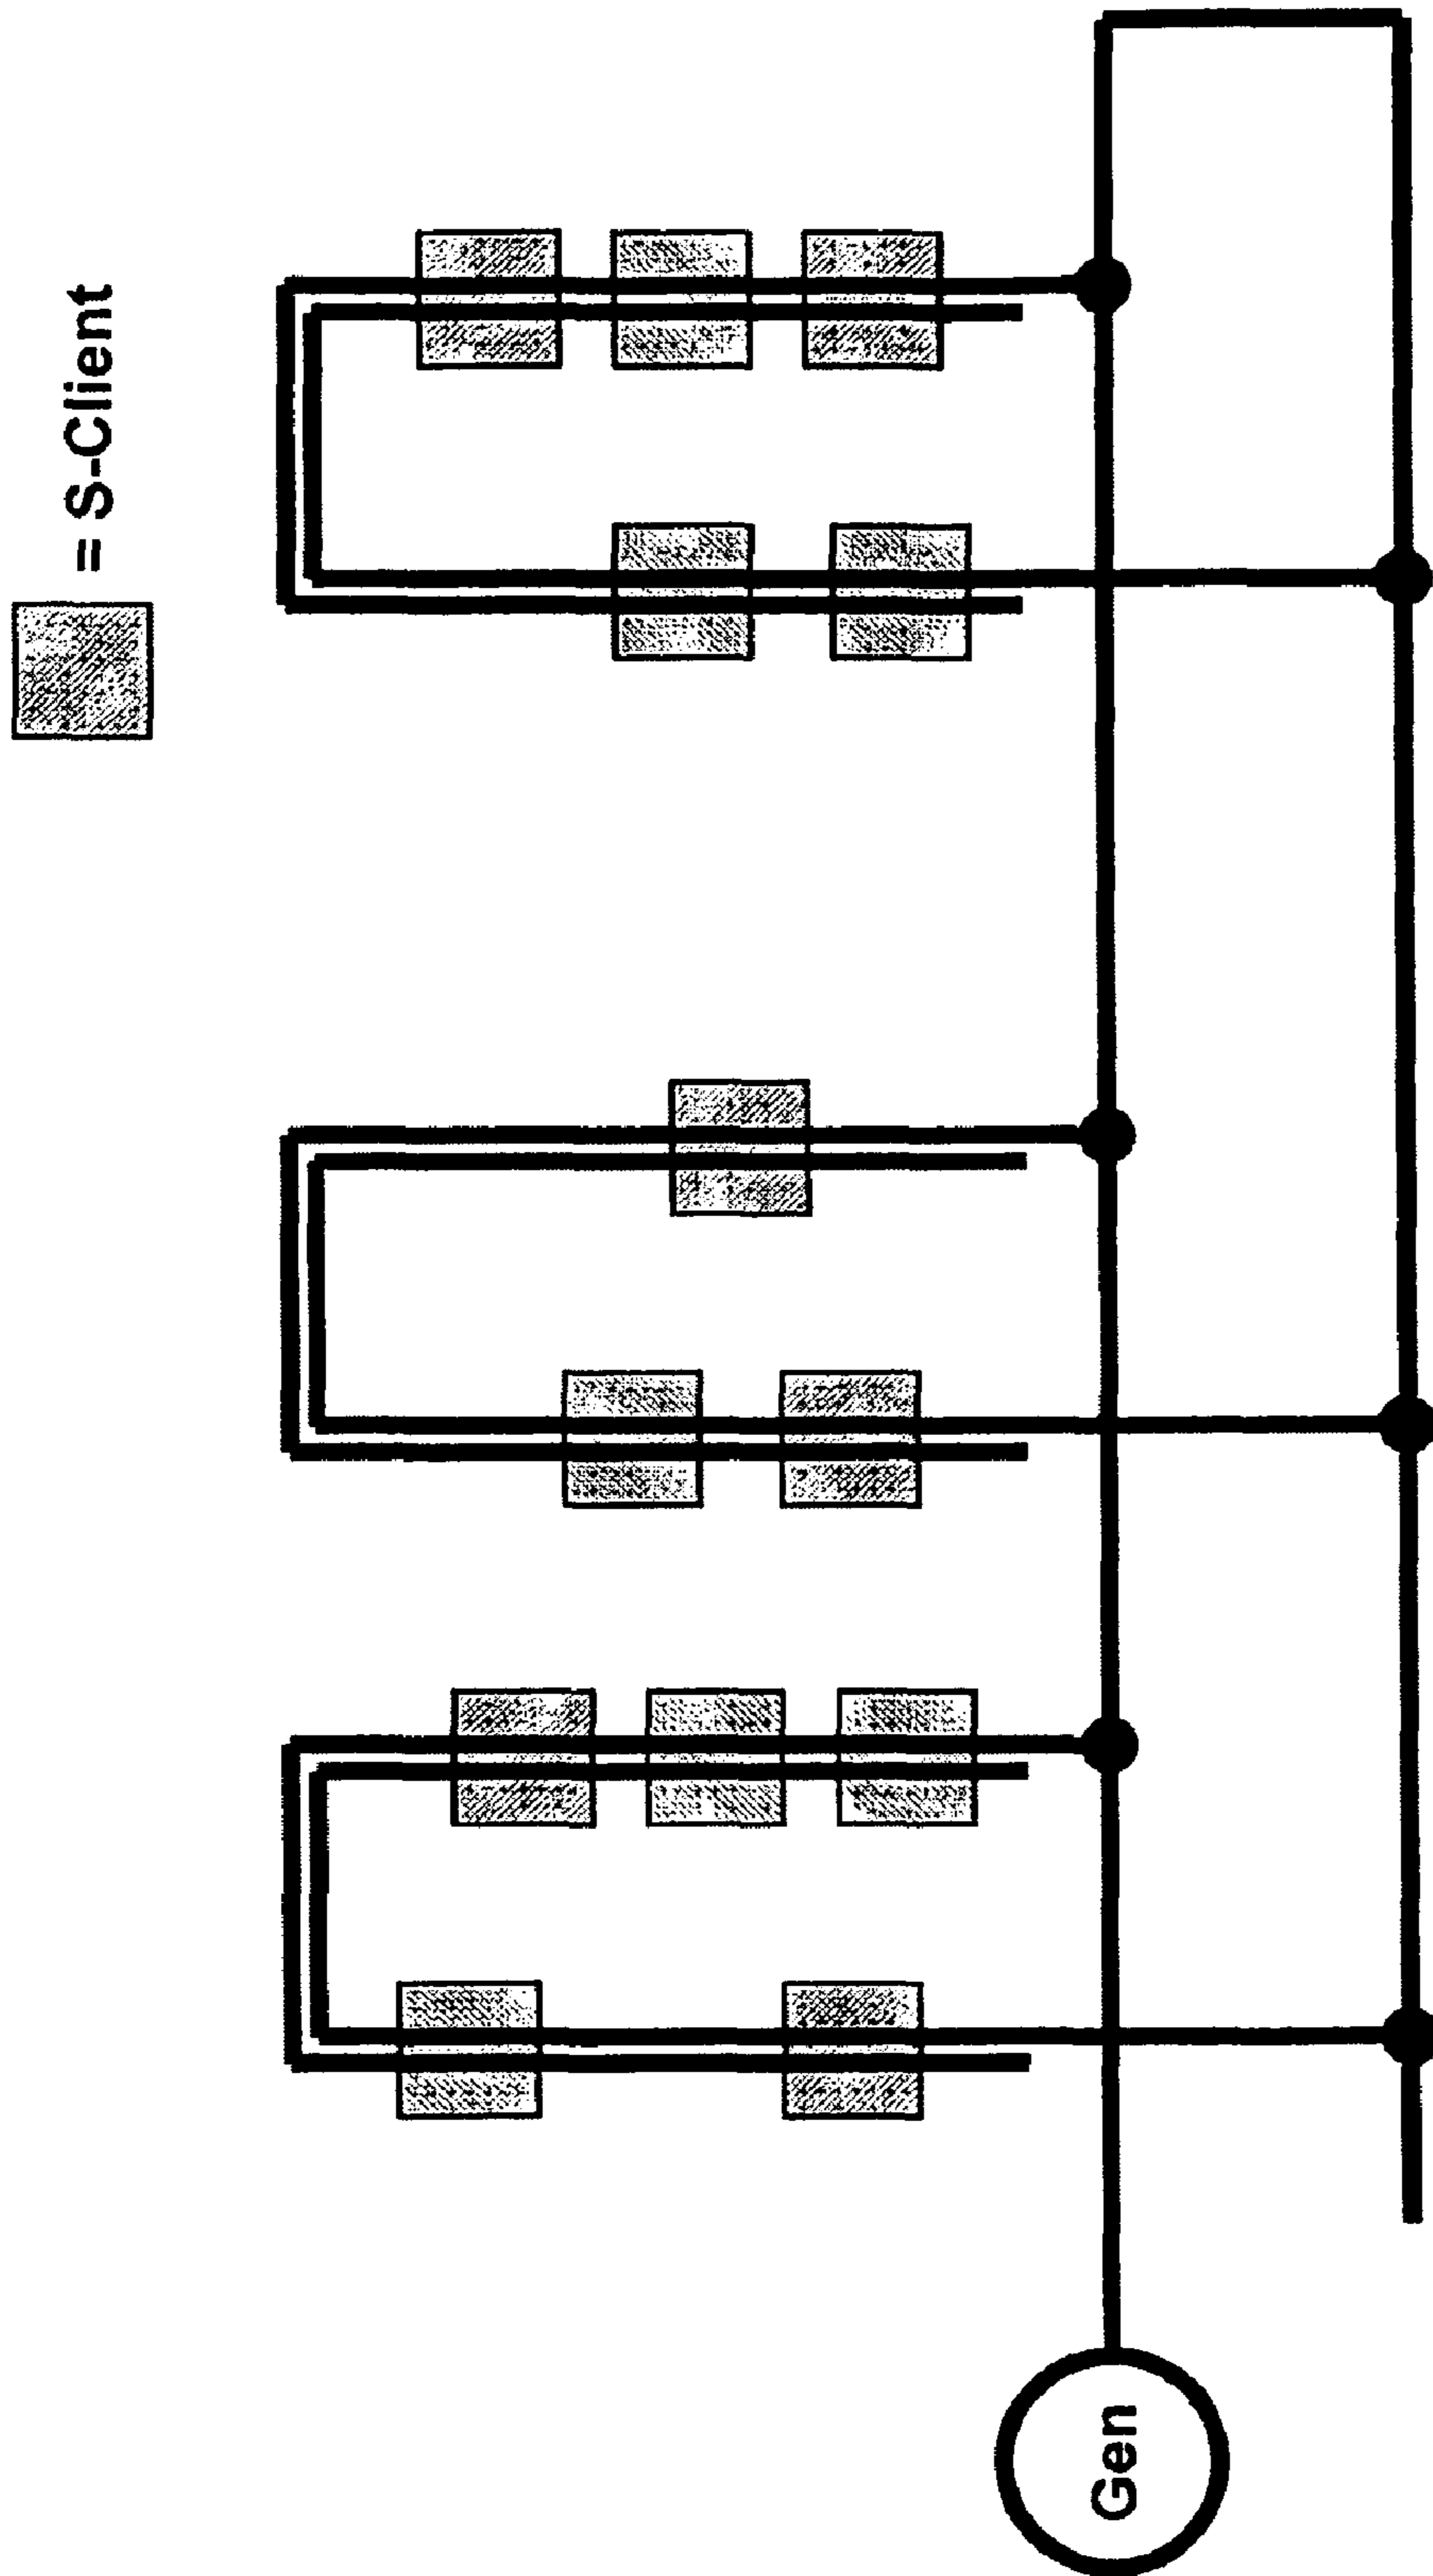 = S-Client
Gen